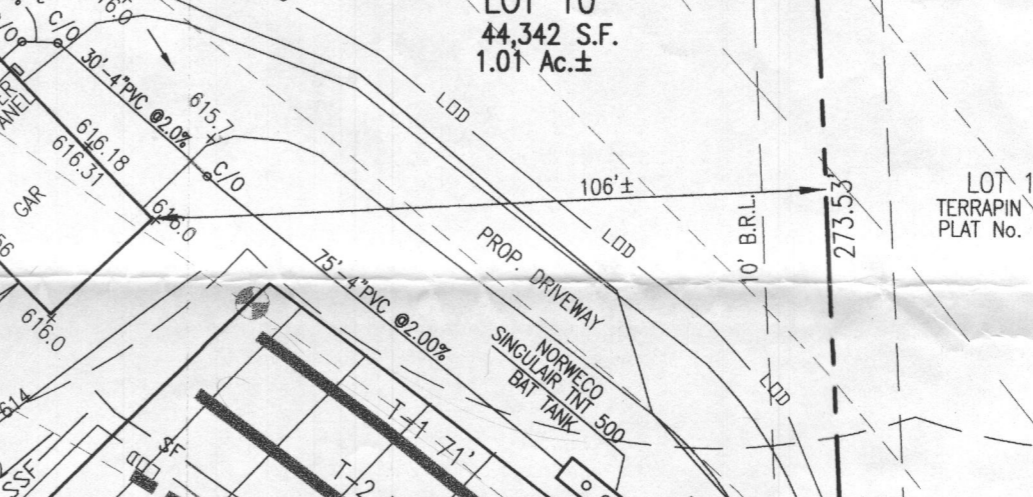 LOT 10
44,342 S.F.
1.01 Ac.±
16.0
C/O
C/O
30'-4"PVC @2.0%
615.7
LOD
616.18
616.31
GAR
C/O
106'±
616.0
273.53
LOT 1
TERRAPIN
PLAT No.
10' B.R.L.
PROP. DRIVEWAY
LOD
75'-4"PVC @2.00%
616.0
NORWECO
SINGULAIR TNT 500
BAT TANK
LOD
614
T-1 71'
T-2
SF
LOD
SSF